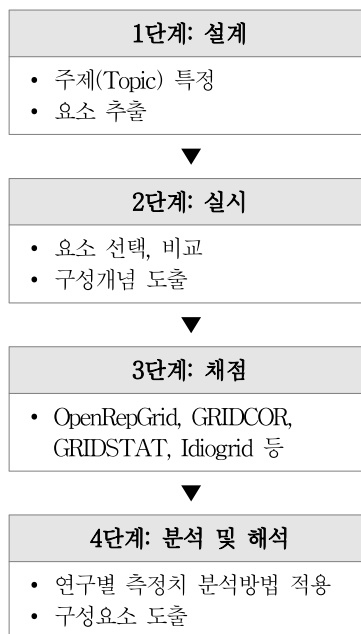 1단계: 설계
• 주제(Topic) 특정
• 요소 추출
▼
2단계: 실시
• 요소 선택, 비교
• 구성개념 도출
▼
3단계: 채점
• OpenRepGrid, GRIDCOR,
GRIDSTAT, Idiogrid 등
▼
4단계: 분석 및 해석
• 연구별 측정치 분석방법 적용
• 구성요소 도출